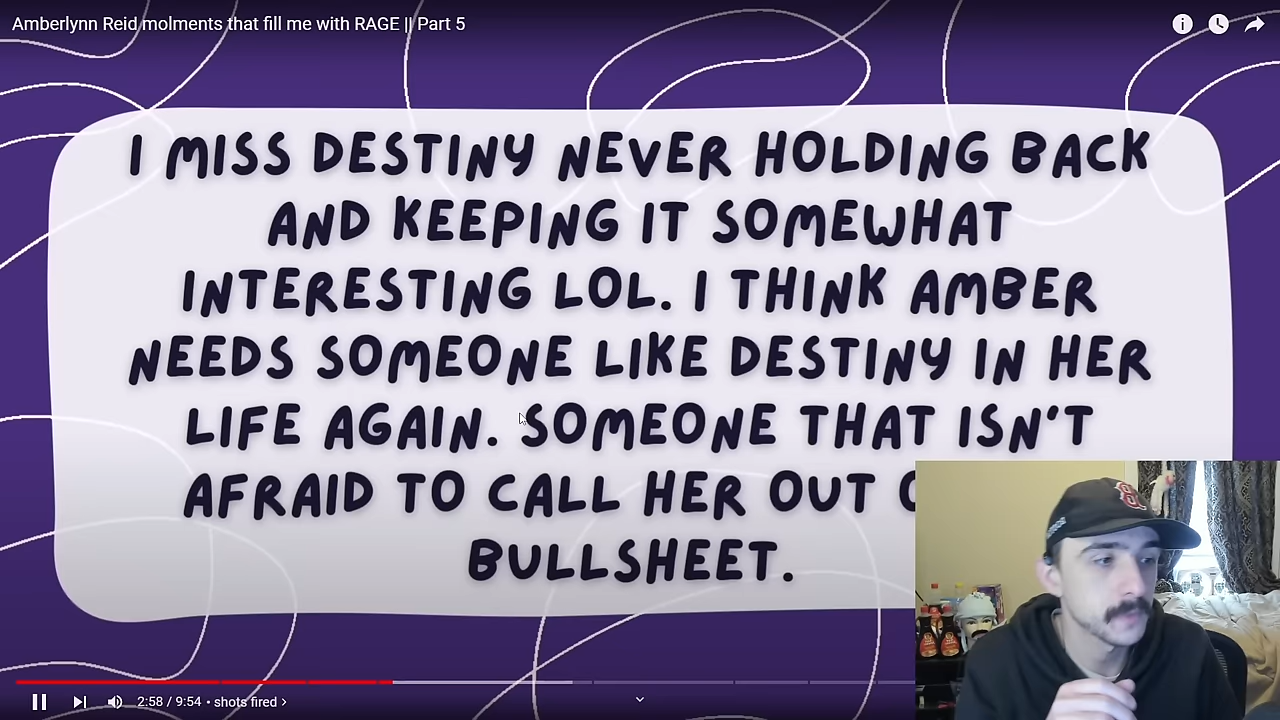 Amberlynn Reid molments that fill me with RAGE || Part 5
I MISS DESTINY NEVER HOLDING BACK
AND KEEPING IT SOMEWHAT
INTERESTING LOL. I THINK AMBER
NEEDS SOMEONE LIKE DESTINY IN HER
LIFE AGAIN. SOMEONE THAT ISN'T
AFRAID TO CALL HER OUT
BULLSHEET.
2:58 / 9:54 • shots fired ›